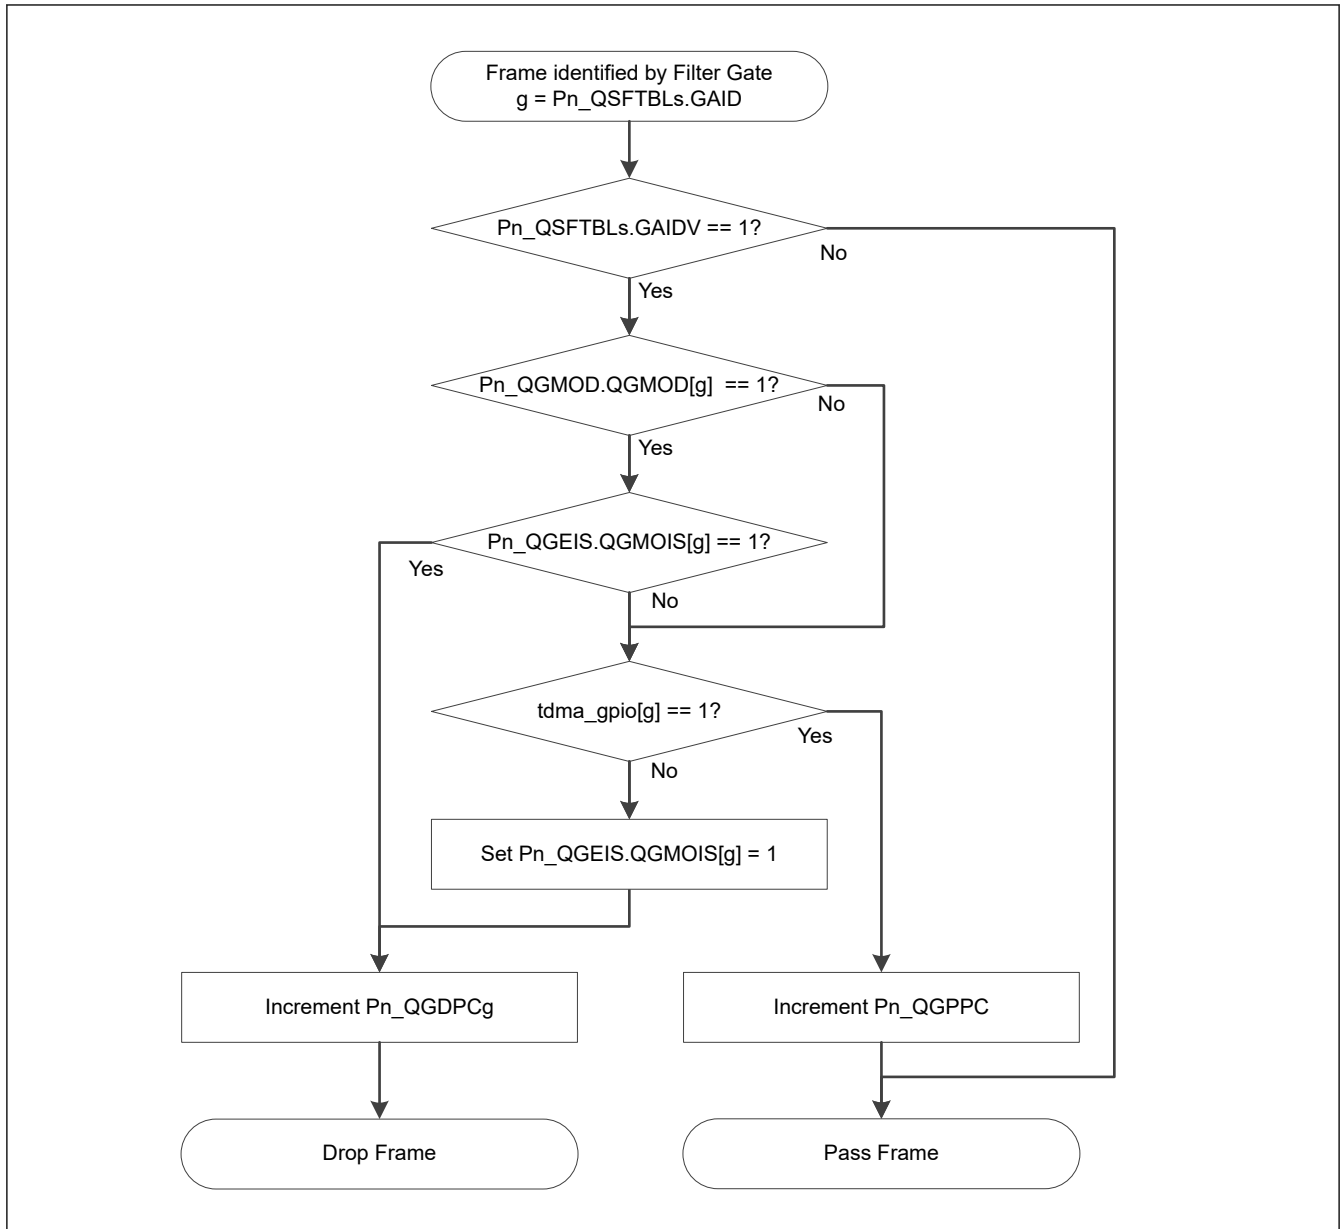 Frame identified by Filter Gate
g = Pn_QSFTBLs.GAID
Pn_QSFTBLs.GAIDV == 1?
No
Yes
Pn_QGMOD.QGMOD[g] == 1?
No
Yes
Pn_QGEIS.QGMOIS[g] == 1?
Yes
No
tdma_gpio[g] == 1?
Yes
No
Set Pn_QGEIS.QGMOIS[g] = 1
Increment Pn_QGDPCg
Increment Pn_QGPPC
Drop Frame
Pass Frame